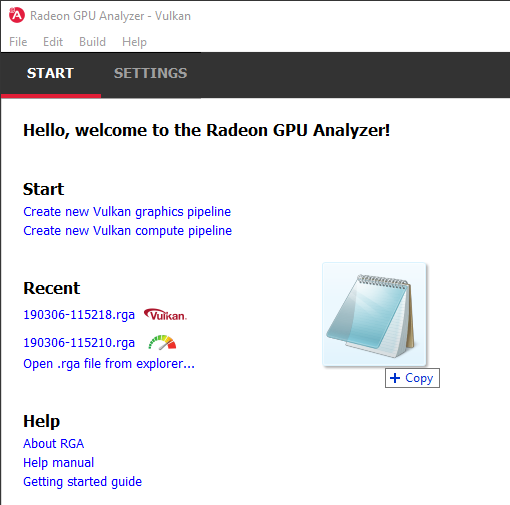 Radeon GPU Analyzer - Vulkan
File Edit Build Help
START SETTINGS
Hello, welcome to the Radeon GPU Analyzer!
Start
Create new Vulkan graphics pipeline
Create new Vulkan compute pipeline
Recent
190306-115218.rga Vulkan.
190306-115210.rga
Open .rga file from explorer...
+ Copy
Help
About RGA
Help manual
Getting started guide